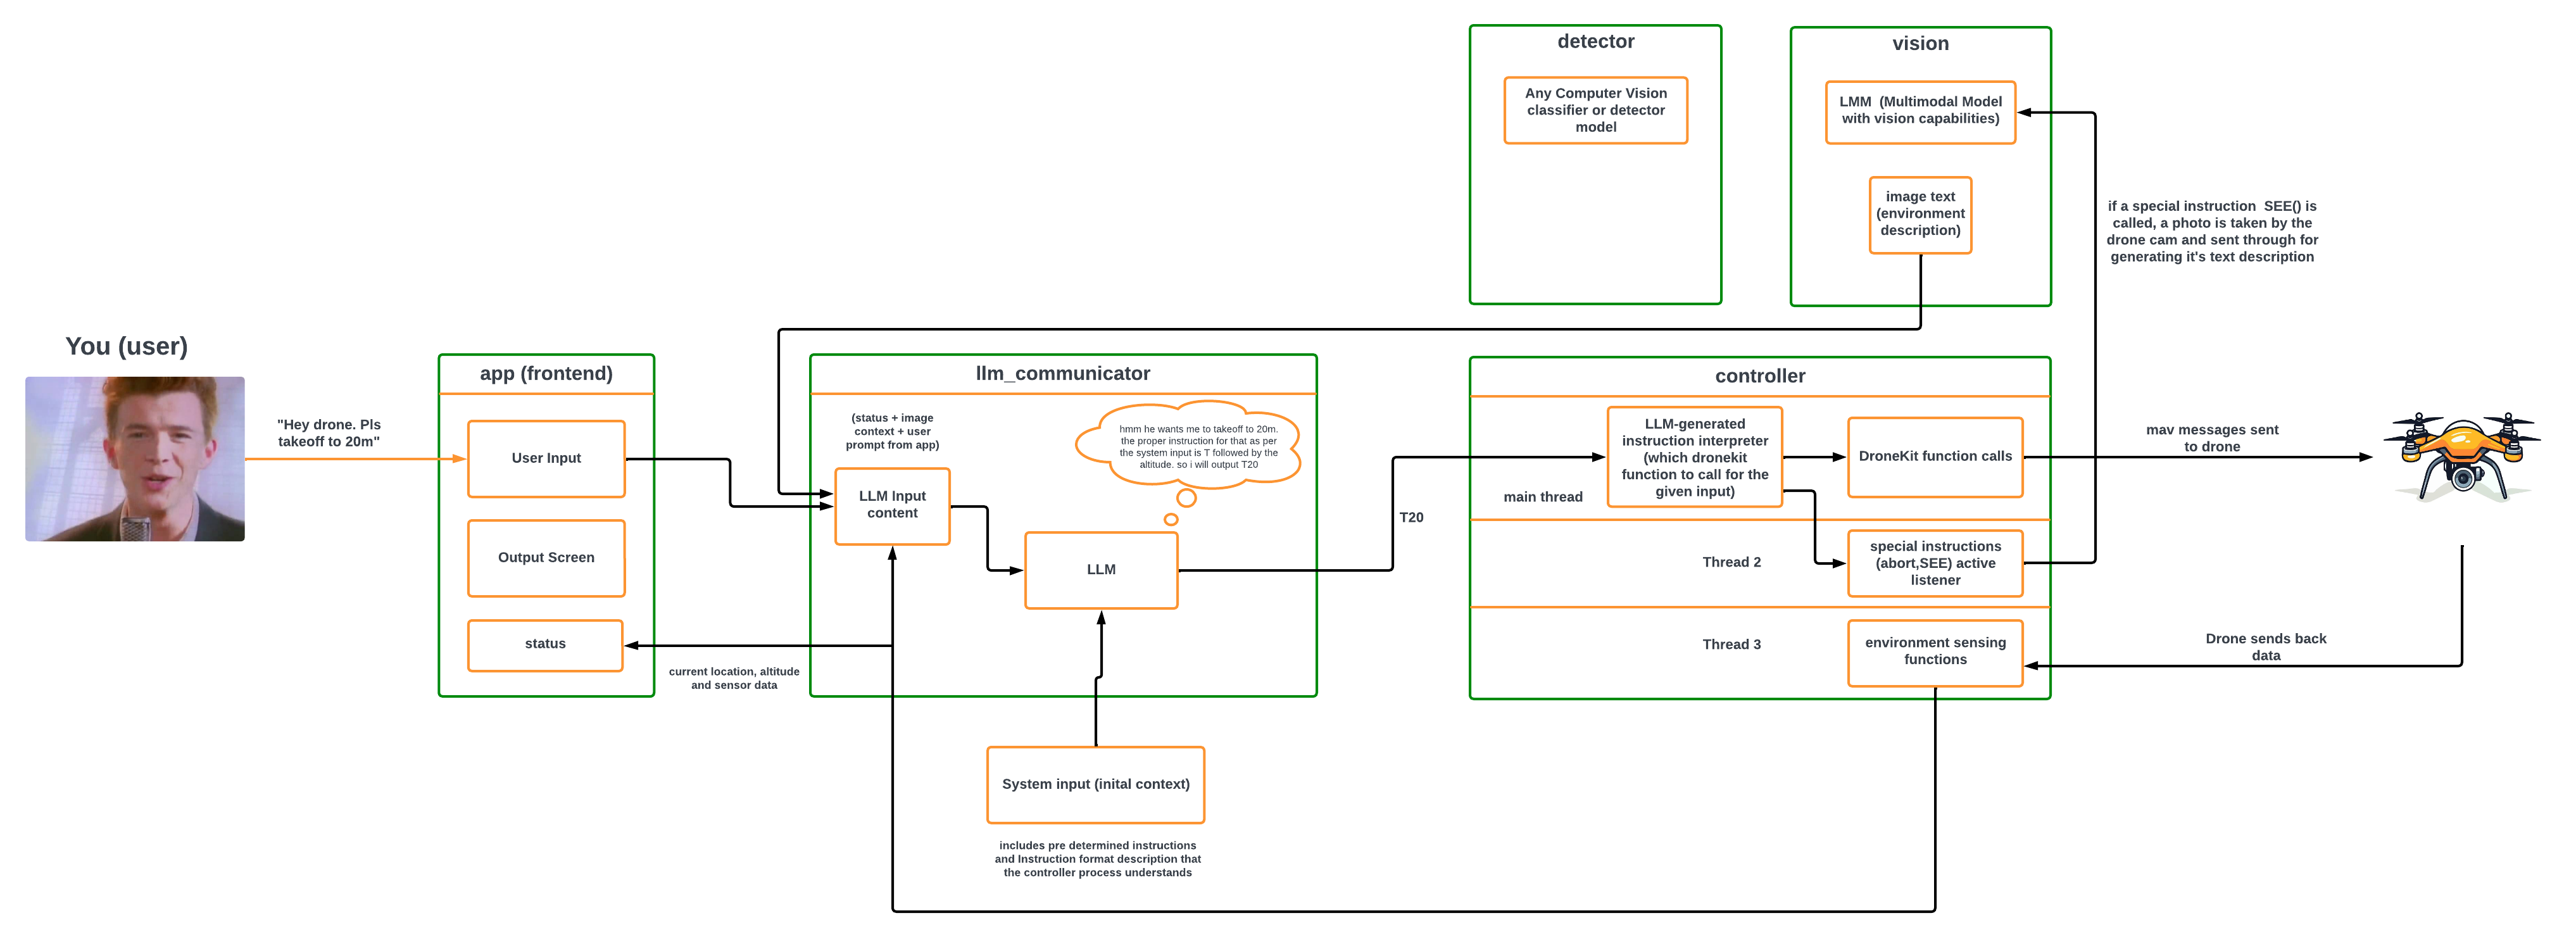 detector
Any Computer Vision
classifier or detector
model
vision
LMM  (Multimodal Model
with vision capabilities)
image text
(environment
description)
if a special instruction  SEE() is
called, a photo is taken by the
drone cam and sent through for
generating it's text description
You (user)
"Hey drone. Pls
takeoff to 20m"
app (frontend)
User Input
Output Screen
status
current location, altitude
and sensor data
llm_communicator
(status + image
context + user
prompt from app)
LLM Input
content
hmm he wants me to takeoff to 20m.
the proper instruction for that as per
the system input is T followed by the
altitude. so i will output T20
LLM
System input (inital context)
includes pre determined instructions
and Instruction format description that
the controller process understands
T20
controller
main thread
LLM-generated
instruction interpreter
(which dronekit
function to call for the
given input)
DroneKit function calls
Thread 2
special instructions
(abort,SEE) active
listener
Thread 3
environment sensing
functions
mav messages sent
to drone
Drone sends back
data